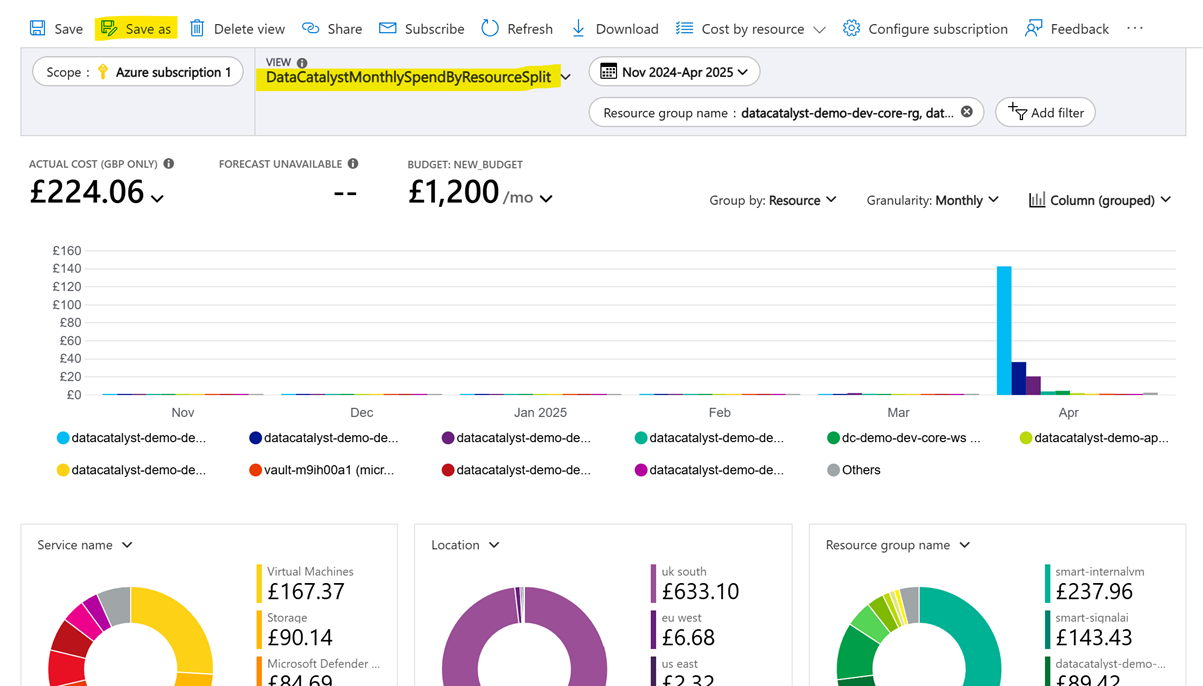 Save Save as Delete view Share Subscribe Refresh Download Cost by resource Configure subscription Feedback ...
Scope : Azure subscription 1
VIEW
DataCatalystMonthlySpendByResourceSplit
Nov 2024-Apr 2025
Resource group name : datacatalyst-demo-dev-core-rg, dat...
Add filter
ACTUAL COST (GBP ONLY)
£224.06
FORECAST UNAVAILABLE
--
BUDGET: NEW_BUDGET
£1,200 /mo
Group by: Resource
Granularity: Monthly
Column (grouped)
£160
£140
£120
£100
£80
£60
£40
£20
£0
Nov Dec Jan 2025 Feb Mar Apr
datacatalyst-demo-de... datacatalyst-demo-de... datacatalyst-demo-de... datacatalyst-demo-de... dc-demo-dev-core-ws ... datacatalyst-demo-ap...
datacatalyst-demo-de... vault-m9ih00a1 (micr... datacatalyst-demo-de... datacatalyst-demo-de... Others
Service name
Virtual Machines
£167.37
Storage
£90.14
Microsoft Defender ...
£84.69
Location
uk south
£633.10
eu west
£6.68
us east
£2.32
Resource group name
smart-internalvm
£237.96
smart-signalai
£143.43
datacatalyst-demo-...
£89.42